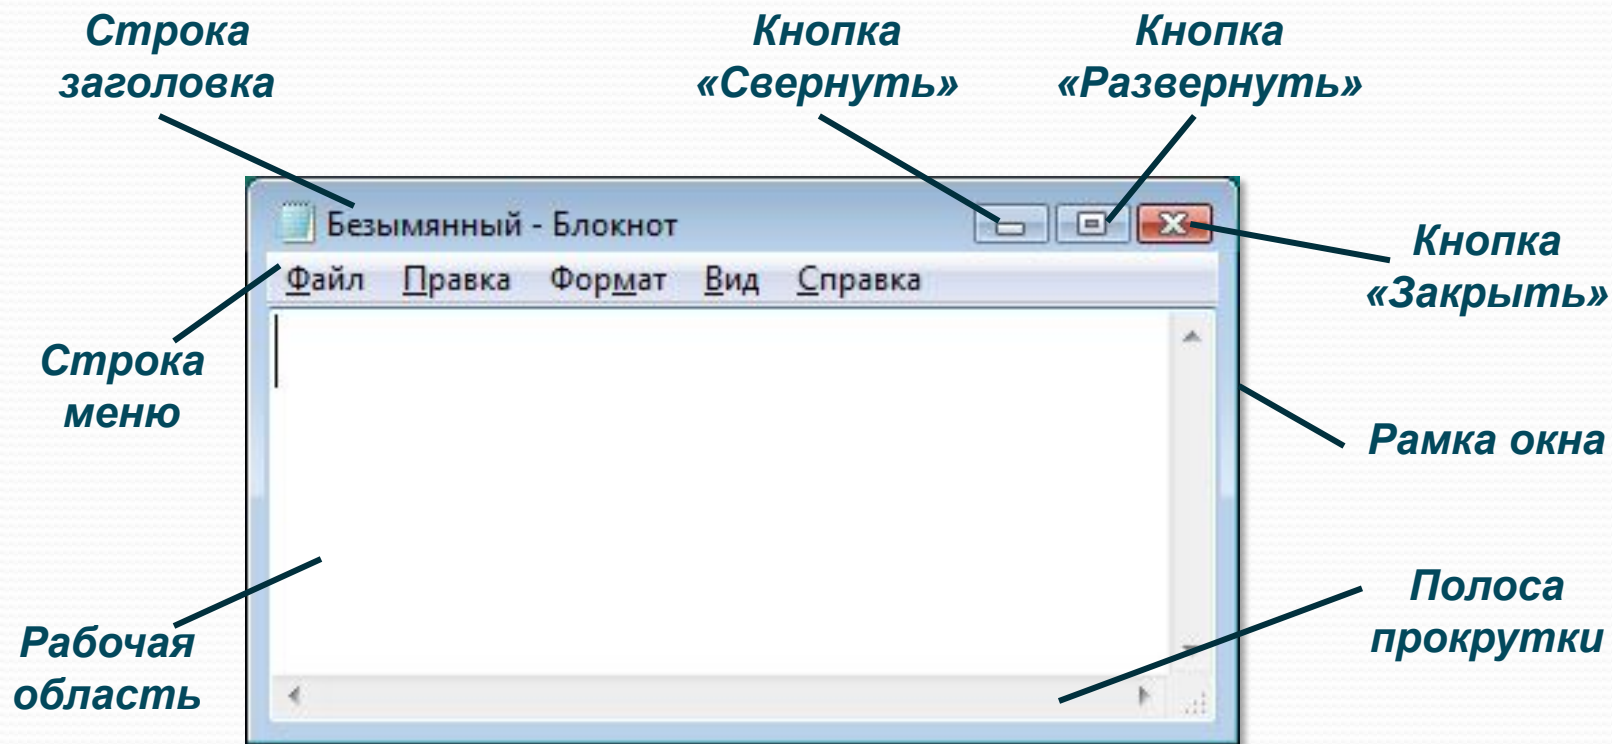 Строка
заголовка
Кнопка
«Свернуть»
Кнопка
«Развернуть»
Безымянный - Блокнот
Кнопка
«Закрыть»
Файл Правка Формат Вид Справка
Строка
меню
Рамка окна
Полоса
прокрутки
Рабочая
область